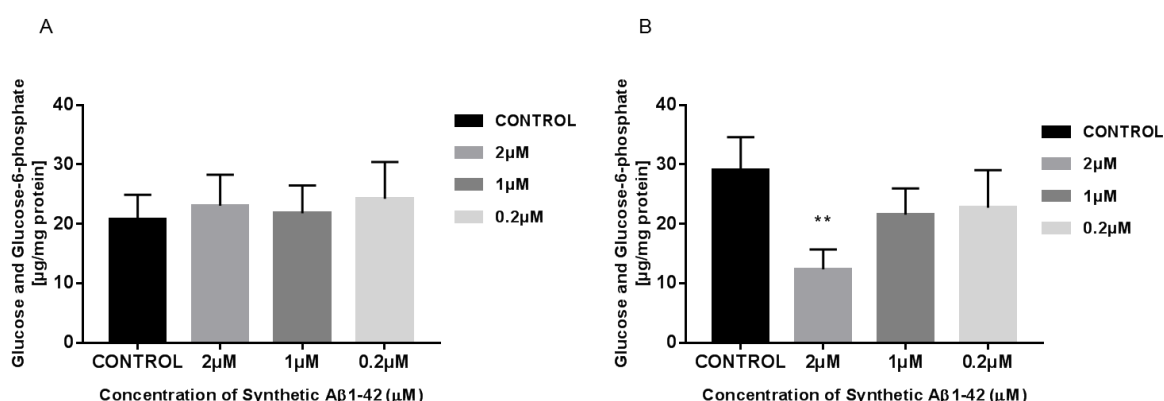 A
Glucose and Glucose-6-phosphate
[µg/mg protein]
40
30
20
10
0
CONTROL 2µM 1µM 0.2µM
Concentration of Synthetic Aβ1-42 (µM)
CONTROL
2µM
1µM
0.2µM
B
Glucose and Glucose-6-phosphate
[µg/mg protein]
40
30
20
10
0
**
CONTROL 2µM 1µM 0.2µM
Concentration of Synthetic Aβ1-42 (µM)
CONTROL
2µM
1µM
0.2µM